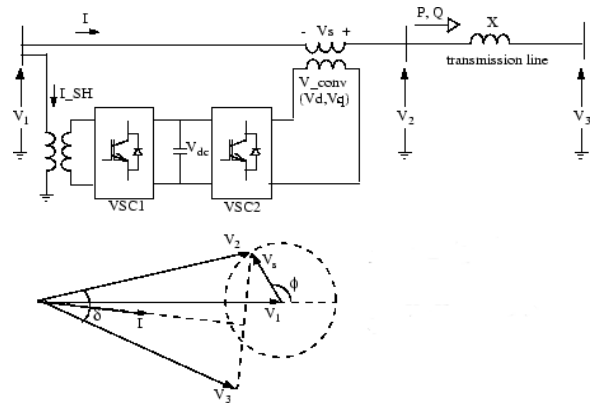 P, Q
I
- Vs +
X
transmission line
I_SH
V_conv
(Vd,Vq)
V1
V2
V3
Vdc
VSC1
VSC2
V2
Vs
ϕ
V1
δ
I
V3